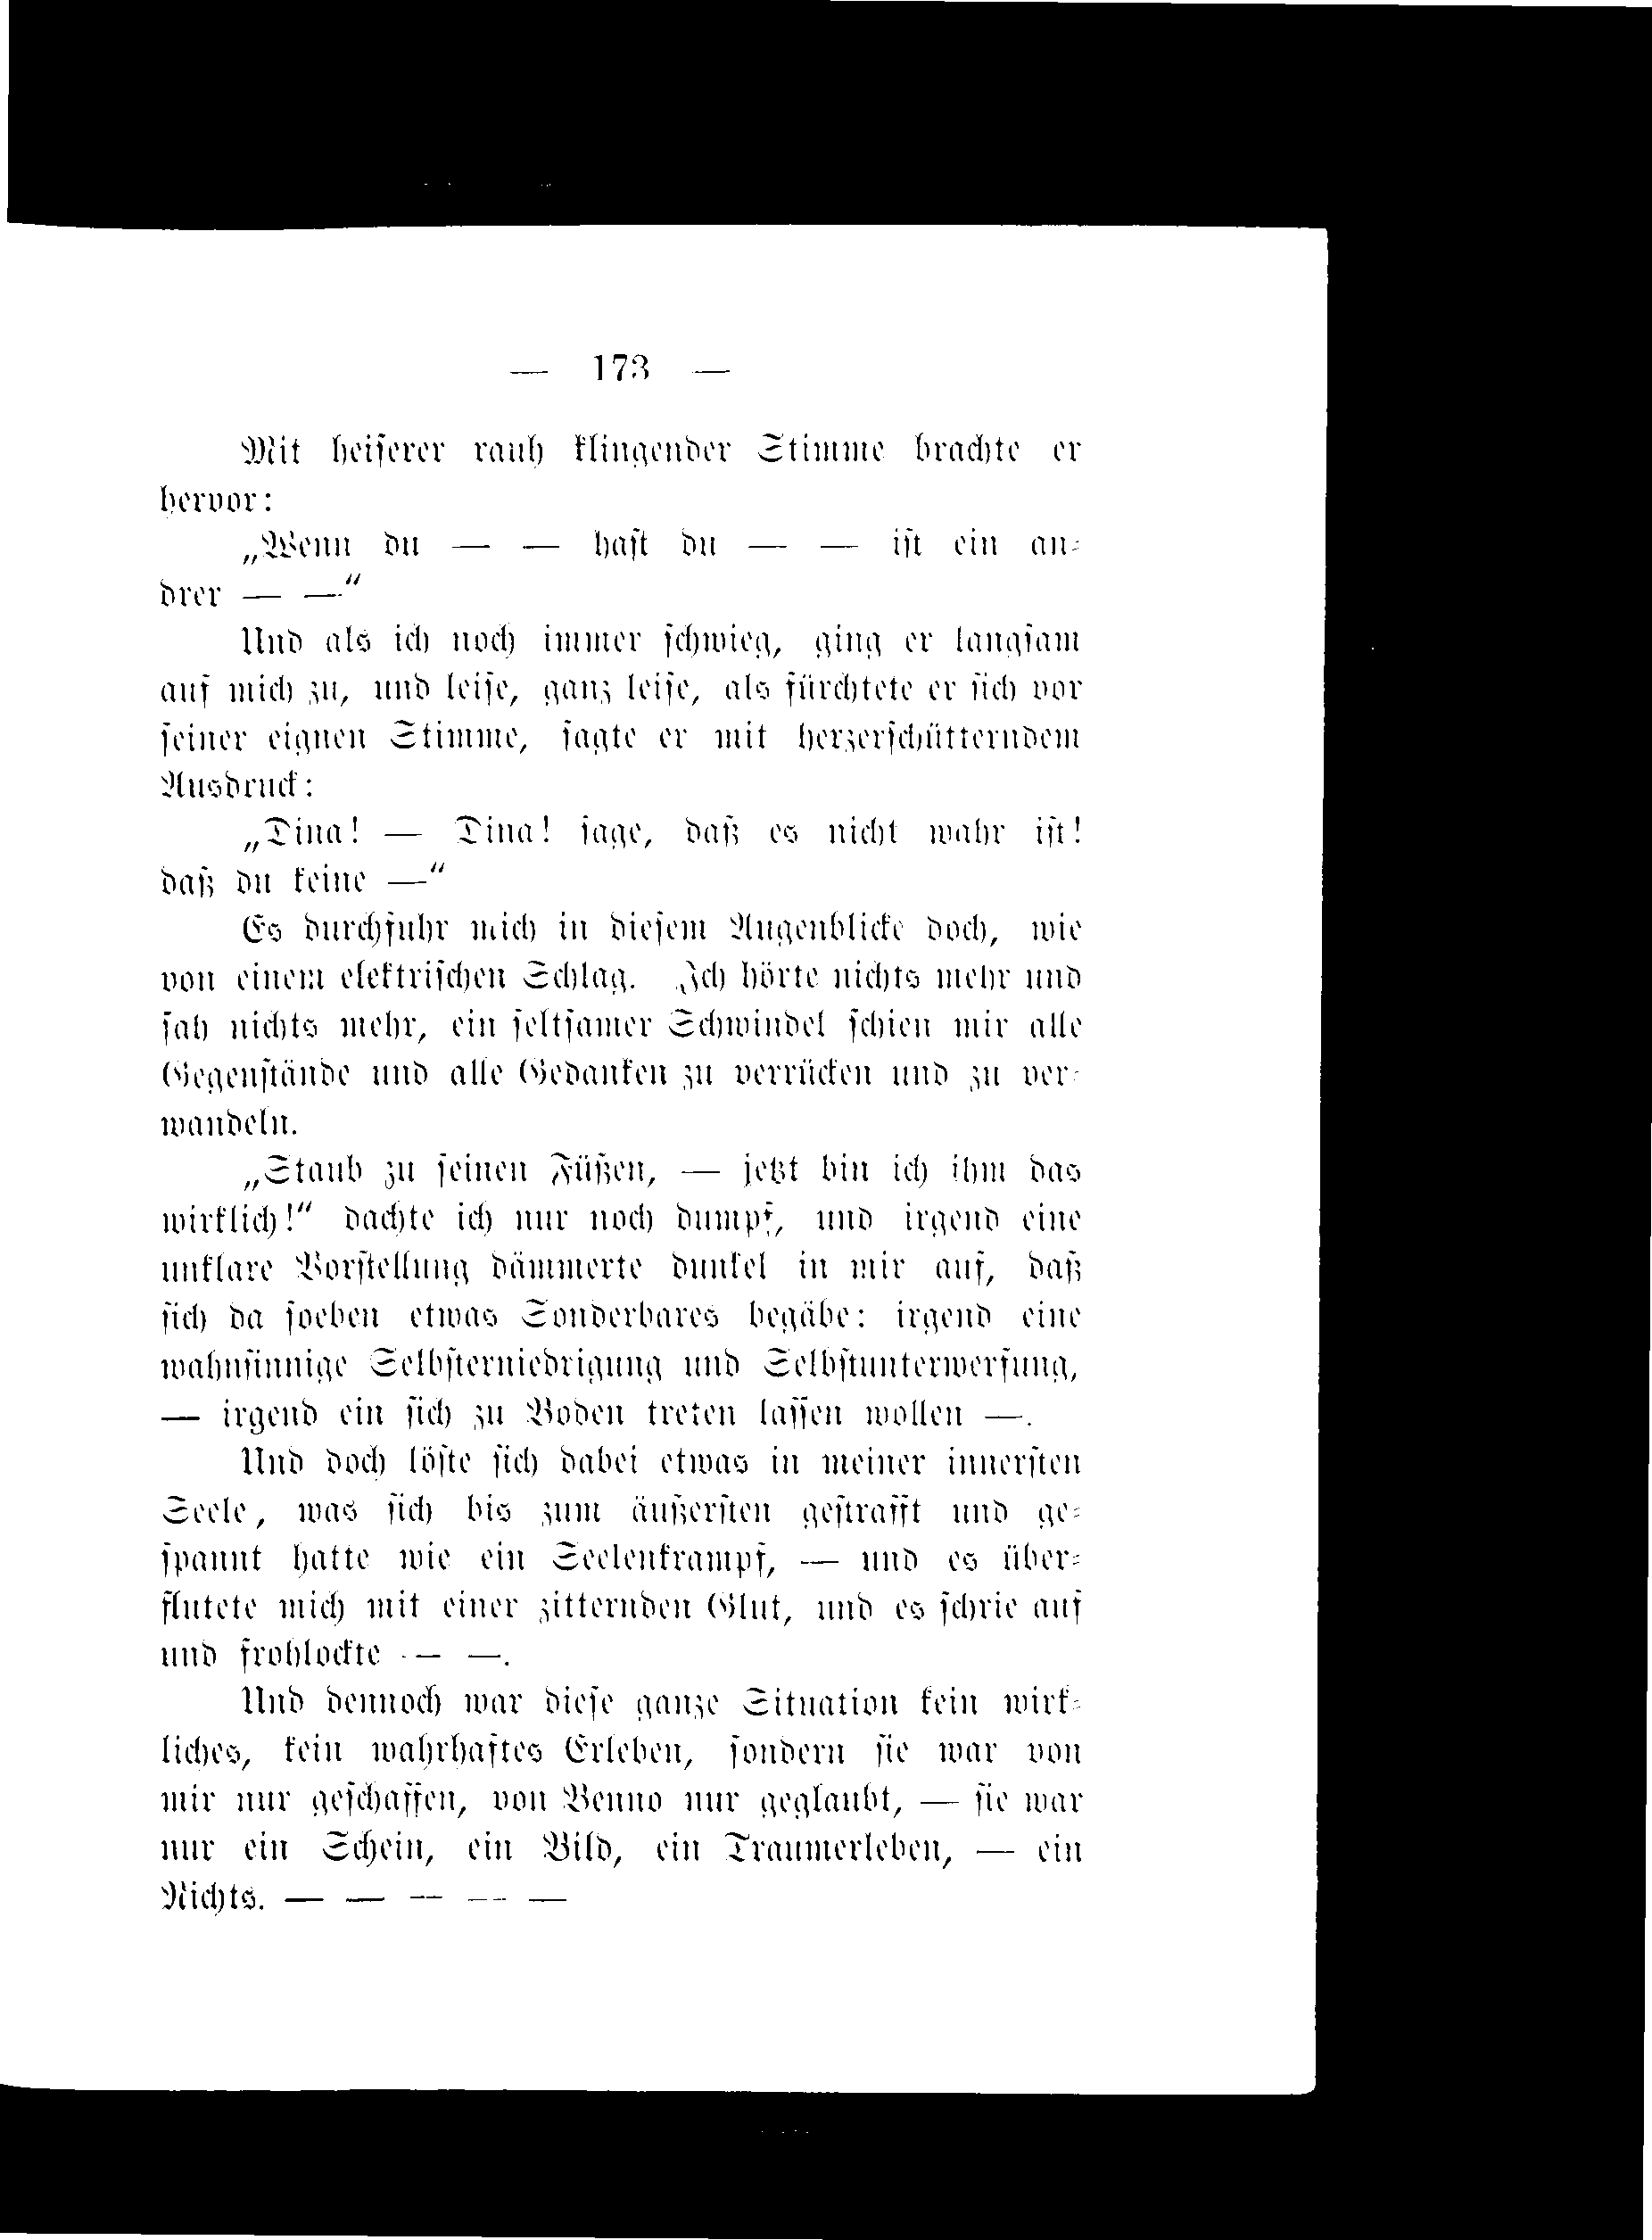 — 173 —
Mit heiſerer rauh klingender Stimme brachte er
hervor:
„Wenn du — — haſt du — — iſt ein an-
drer — —“
Und als ich noch immer ſchwieg, ging er langſam
auf mich zu, und leiſe, ganz leiſe, als fürchtete er ſich vor
ſeiner eignen Stimme, ſagte er mit herzerſchütterndem
Ausdruck:
„Dina! — Dina! ſage, daß es nicht wahr iſt!
daß du keine —“
Es durchfuhr mich in dieſem Augenblicke doch, wie
von einem elektriſchen Schlag. Ich hörte nichts mehr und
ſah nichts mehr, ein ſeltſamer Schwindel ſchien mir alle
Gegenſtände und alle Gedanken zu verrücken und zu ver-
wandeln.
„Staub zu ſeinen Füßen, — jetzt bin ich ihm das
wirklich!“ dachte ich nur noch dumpf, und irgend eine
unklare Vorſtellung dämmerte dunkel in mir auf, daß
ſich da ſoeben etwas Sonderbares begäbe: irgend eine
wahnſinnige Selbſterniedrigung und Selbſtunterwerfung,
— irgend ein ſich zu Boden treten laſſen wollen —.
Und doch löſte ſich dabei etwas in meiner innerſten
Seele, was ſich bis zum äußerſten geſtrafft und ge-
ſpannt hatte wie ein Seelenkrampf, — und es über-
flutete mich mit einer zitternden Glut, und es ſchrie auf
und frohlockte — —.
Und dennoch war dieſe ganze Situation kein wirk-
liches, kein wahrhaftes Erleben, ſondern ſie war von
mir nur geſchaffen, von Benno nur geglaubt, — ſie war
nur ein Schein, ein Bild, ein Traumerleben, — ein
Nichts. — — — — —